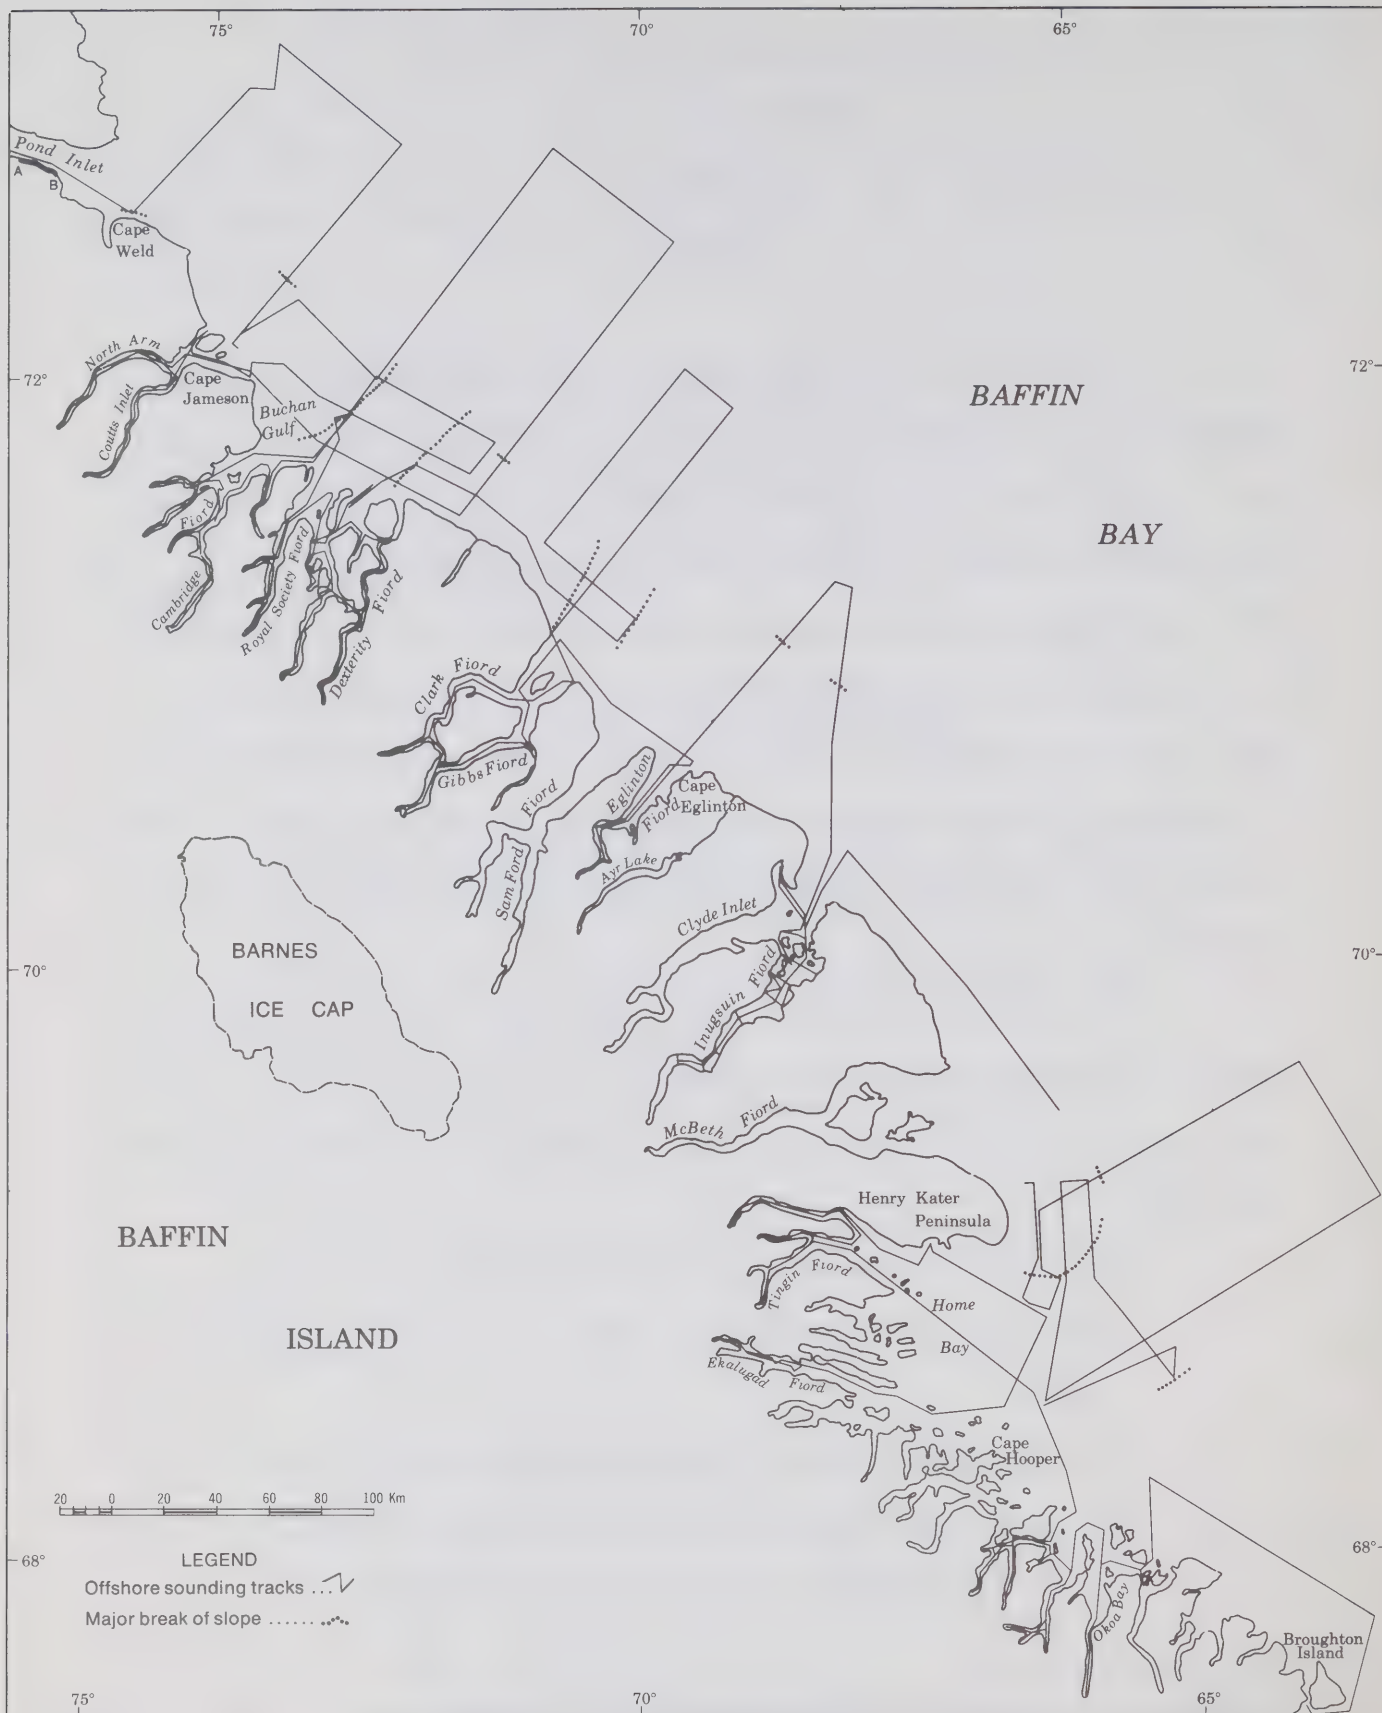 75°
70°
65°
Pond Inlet
A
B
Cape
Weld
North Arm
Cape
Jameson
Coutts Inlet
Buchan
Gulf
72°
72°
BAFFIN
BAY
Cambridge Fiord
Royal Society Fiord
Dexterity Fiord
Clark Fiord
Gibbs Fiord
Sam Ford Fiord
Eglinton Fiord
Cape
Eglinton
Ayr Lake
Clyde Inlet
Inugsuin Fiord
BARNES
ICE CAP
70°
70°
McBeth Fiord
Henry Kater
Peninsula
BAFFIN
ISLAND
Tingin Fiord
Home
Bay
Ekalugad Fiord
Cape
Hooper
20 0 20 40 60 80 100 Km
68°
68°
LEGEND
Offshore sounding tracks ...
Major break of slope ......
Okoa Bay
Broughton
Island
75°
70°
65°